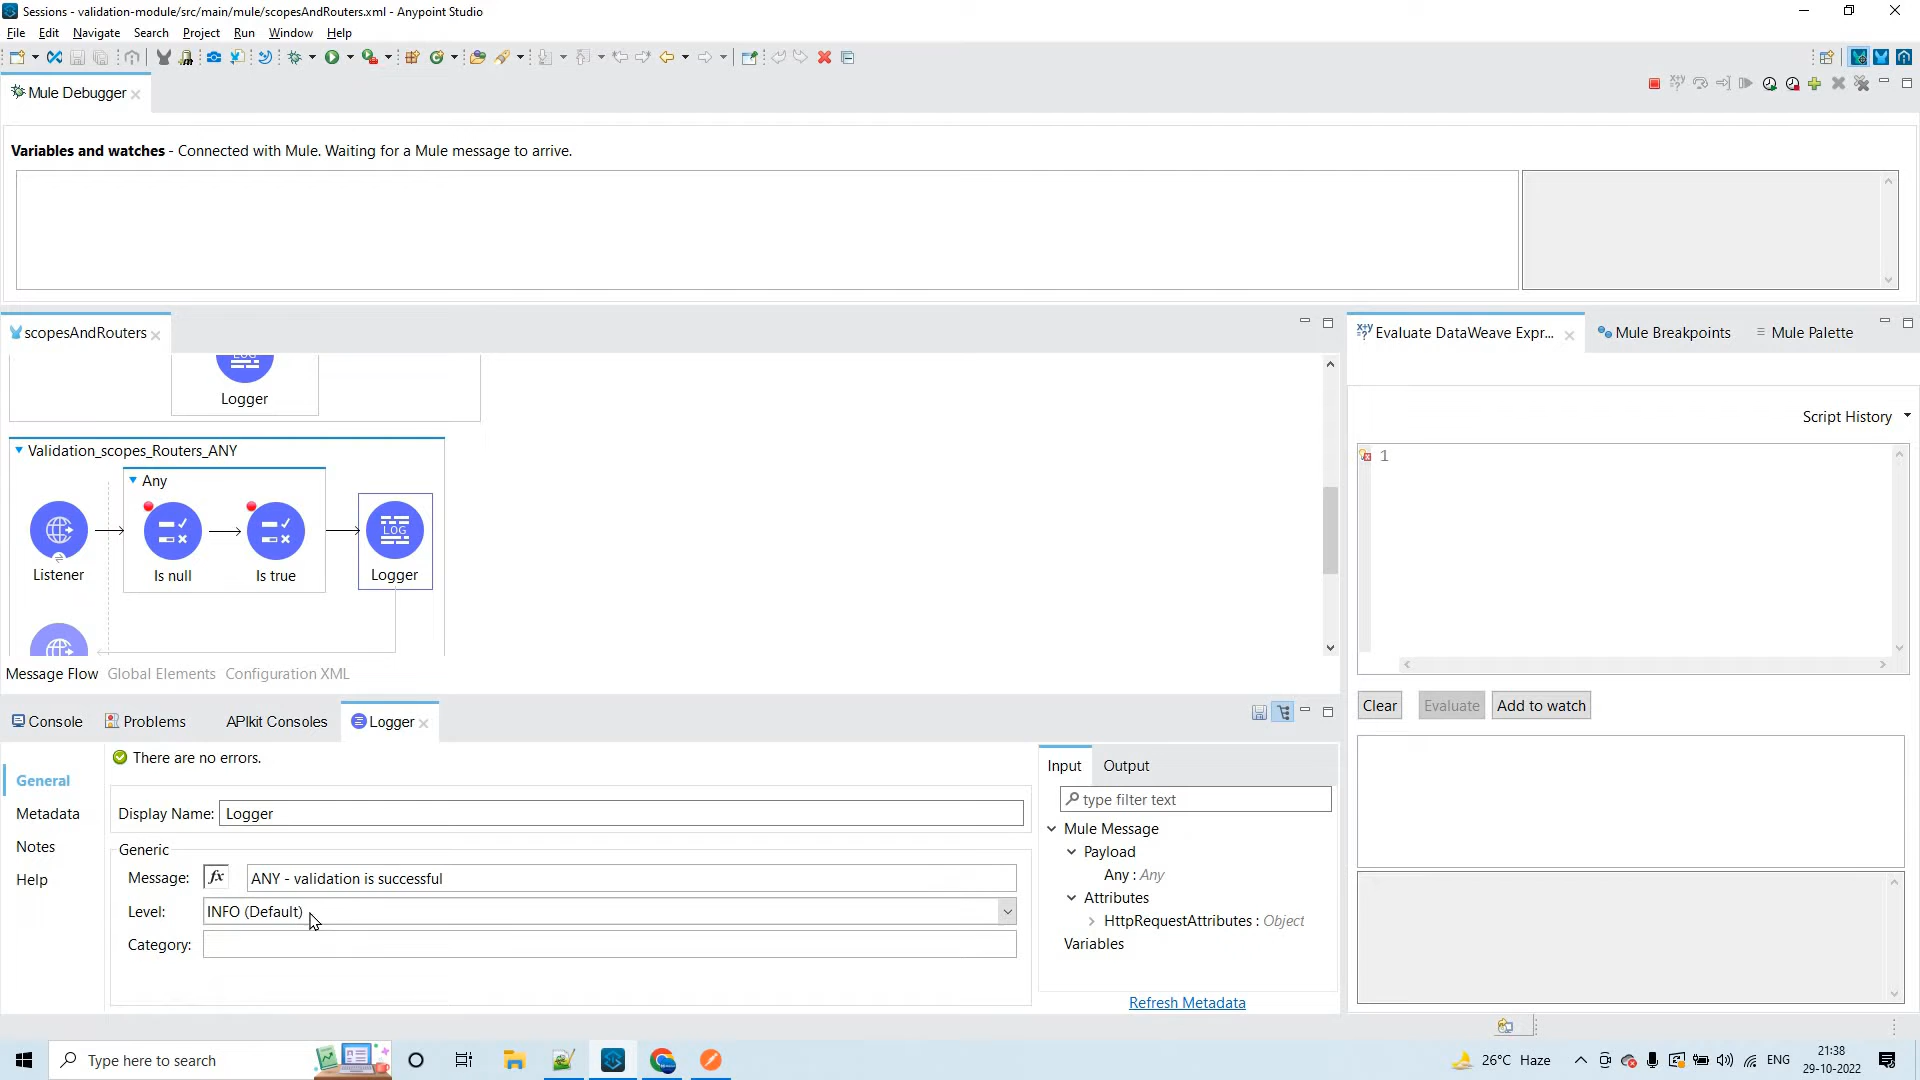 Sessions - validation-module/src/main/mule/scopesAndRouters.xml - Anypoint Studio
File Edit Navigate Search Project Run Window Help
Mule Debugger
Variables and watches - Connected with Mule. Waiting for a Mule message to arrive.
scopesAndRouters
Evaluate DataWeave Expr... Mule Breakpoints Mule Palette
LOG
Logger
Script History
1
Validation_scopes_Routers_ANY
Any
LOG
Listener Is null Is true Logger
Message Flow Global Elements Configuration XML
Clear Evaluate Add to watch
Console Problems APIkit Consoles Logger
There are no errors.
General
Metadata
Notes
Help
Display Name: Logger
Generic
Message: fx ANY - validation is successful
Level: INFO (Default)
Category:
Input Output
type filter text
Mule Message
Payload
Any : Any
Attributes
HttpRequestAttributes : Object
Variables
Refresh Metadata
Type here to search
26°C Haze
ENG
21:38
29-10-2022